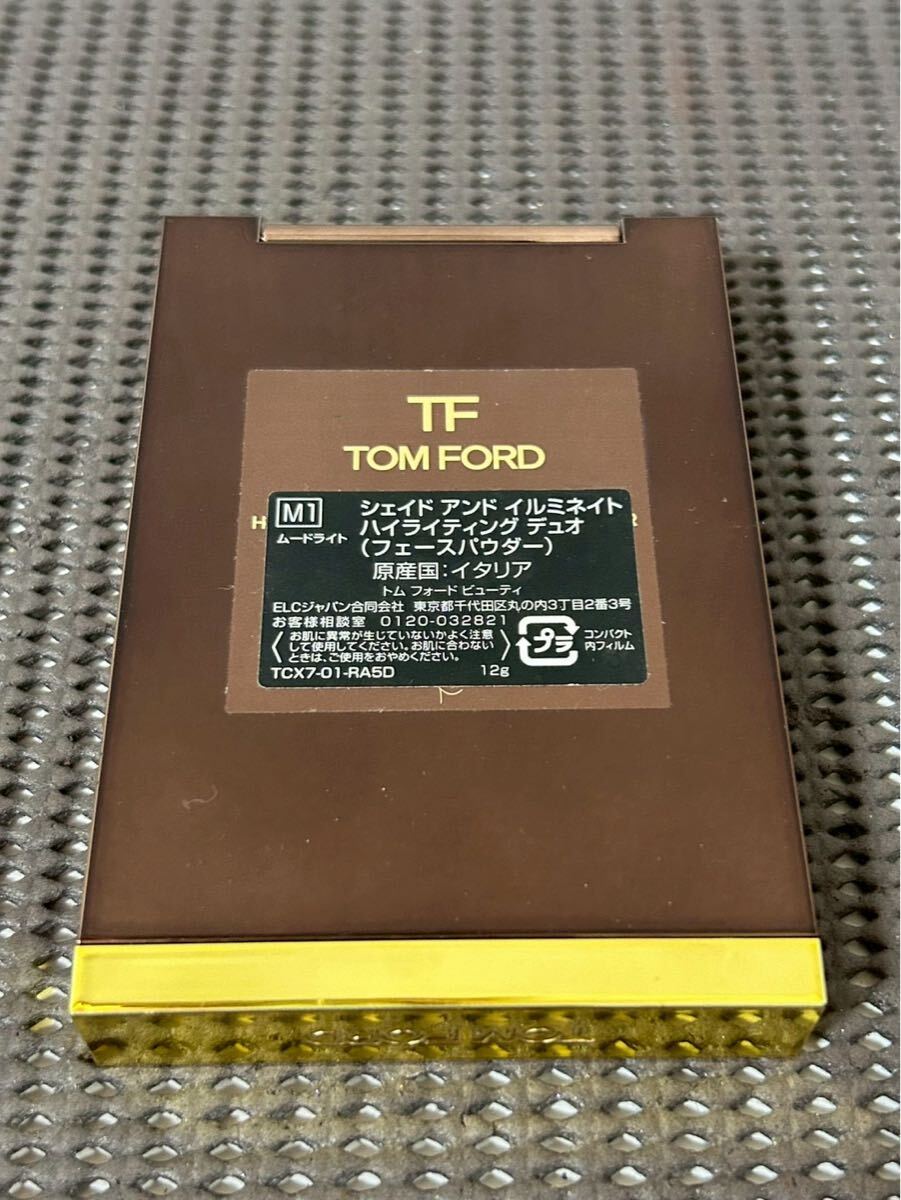 TF
TOM FORD
M1 シェイド アンド イルミネイト
ムードライト ハイライティング デュオ
(フェースパウダー)
原産国:イタリア
トム フォード ビューティ
ELCジャパン合同会社 東京都千代田区丸の内3丁目2番3号
お客様相談室 0120-032821
お肌に異常が生じていないかよく注意
して使用してください。お肌に合わない
ときは、ご使用をおやめください。
プラ コンパクト
内フィルム
TCX7-01-RA5D 12g
TOM FORD